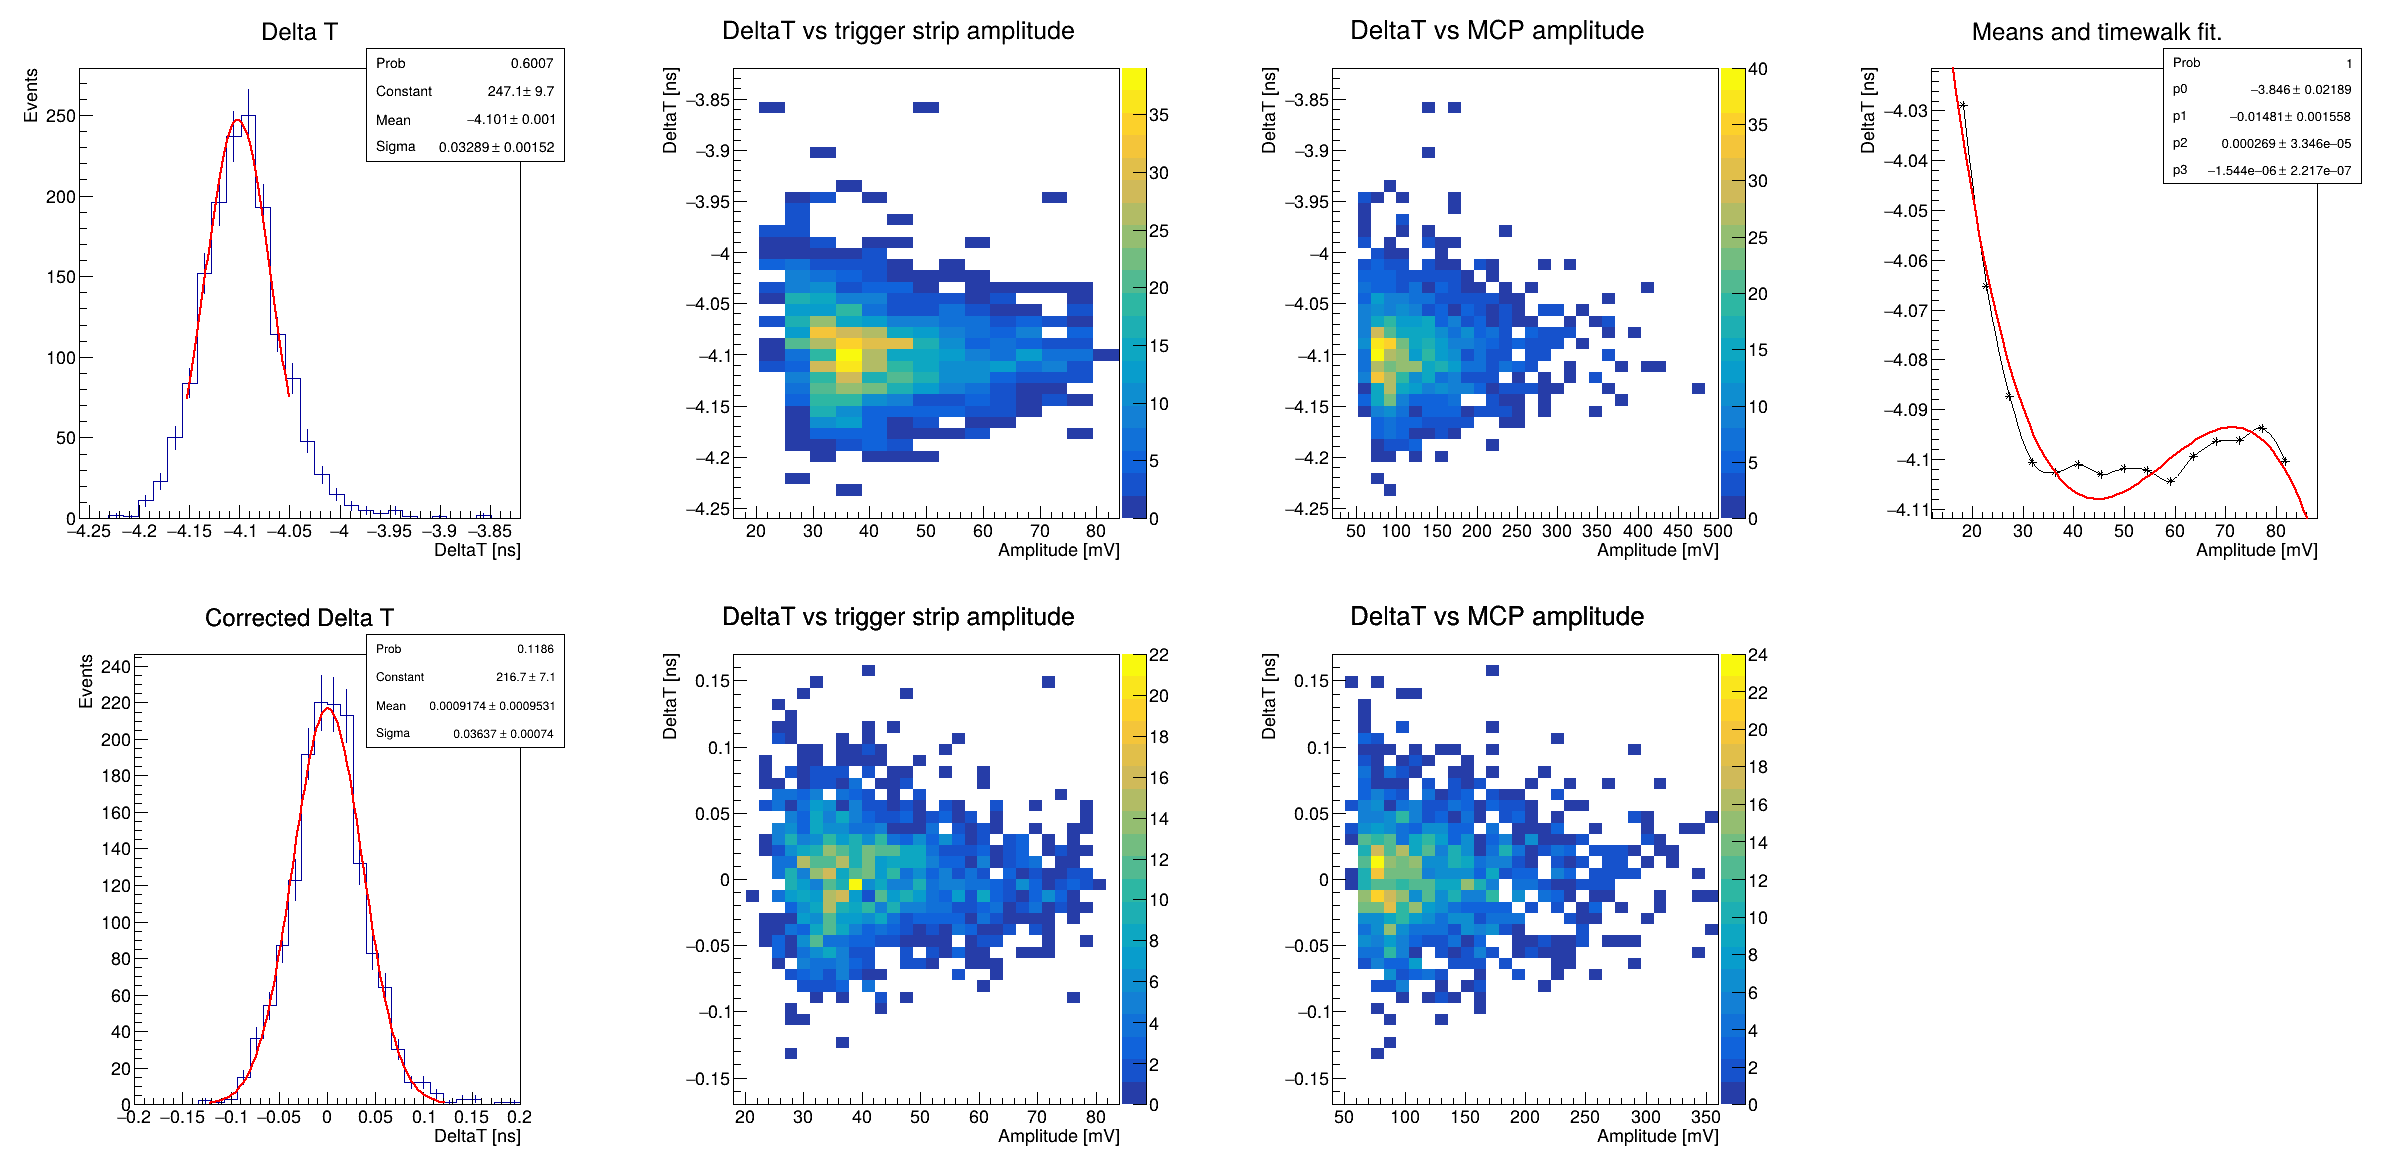 Delta T
Events
250
200
150
100
50
0
−4.25 −4.2 −4.15 −4.1 −4.05 −4 −3.95 −3.9 −3.85
DeltaT [ns]
Prob 0.6007
Constant 247.1 ± 9.7
Mean −4.101 ± 0.001
Sigma 0.03289 ± 0.00152
DeltaT vs trigger strip amplitude
DeltaT [ns]
−3.85
−3.9
−3.95
−4
−4.05
−4.1
−4.15
−4.2
−4.25
20 30 40 50 60 70 80
Amplitude [mV]
35
30
25
20
15
10
5
0
DeltaT vs MCP amplitude
DeltaT [ns]
−3.85
−3.9
−3.95
−4
−4.05
−4.1
−4.15
−4.2
−4.25
50 100 150 200 250 300 350 400 450 500
Amplitude [mV]
40
35
30
25
20
15
10
5
0
Means and timewalk fit.
DeltaT [ns]
−4.03
−4.04
−4.05
−4.06
−4.07
−4.08
−4.09
−4.1
−4.11
20 30 40 50 60 70 80
Amplitude [mV]
Prob 1
p0 −3.846 ± 0.02189
p1 −0.01481 ± 0.001558
p2 0.000269 ± 3.346e−05
p3 −1.544e−06 ± 2.217e−07
Corrected Delta T
Events
240
220
200
180
160
140
120
100
80
60
40
20
0
−0.2 −0.15 −0.1 −0.05 0 0.05 0.1 0.15 0.2
DeltaT [ns]
Prob 0.1186
Constant 216.7 ± 7.1
Mean 0.0009174 ± 0.0009531
Sigma 0.03637 ± 0.00074
DeltaT vs trigger strip amplitude
DeltaT [ns]
0.15
0.1
0.05
0
−0.05
−0.1
−0.15
20 30 40 50 60 70 80
Amplitude [mV]
22
20
18
16
14
12
10
8
6
4
2
0
DeltaT vs MCP amplitude
DeltaT [ns]
0.15
0.1
0.05
0
−0.05
−0.1
−0.15
50 100 150 200 250 300 350
Amplitude [mV]
24
22
20
18
16
14
12
10
8
6
4
2
0